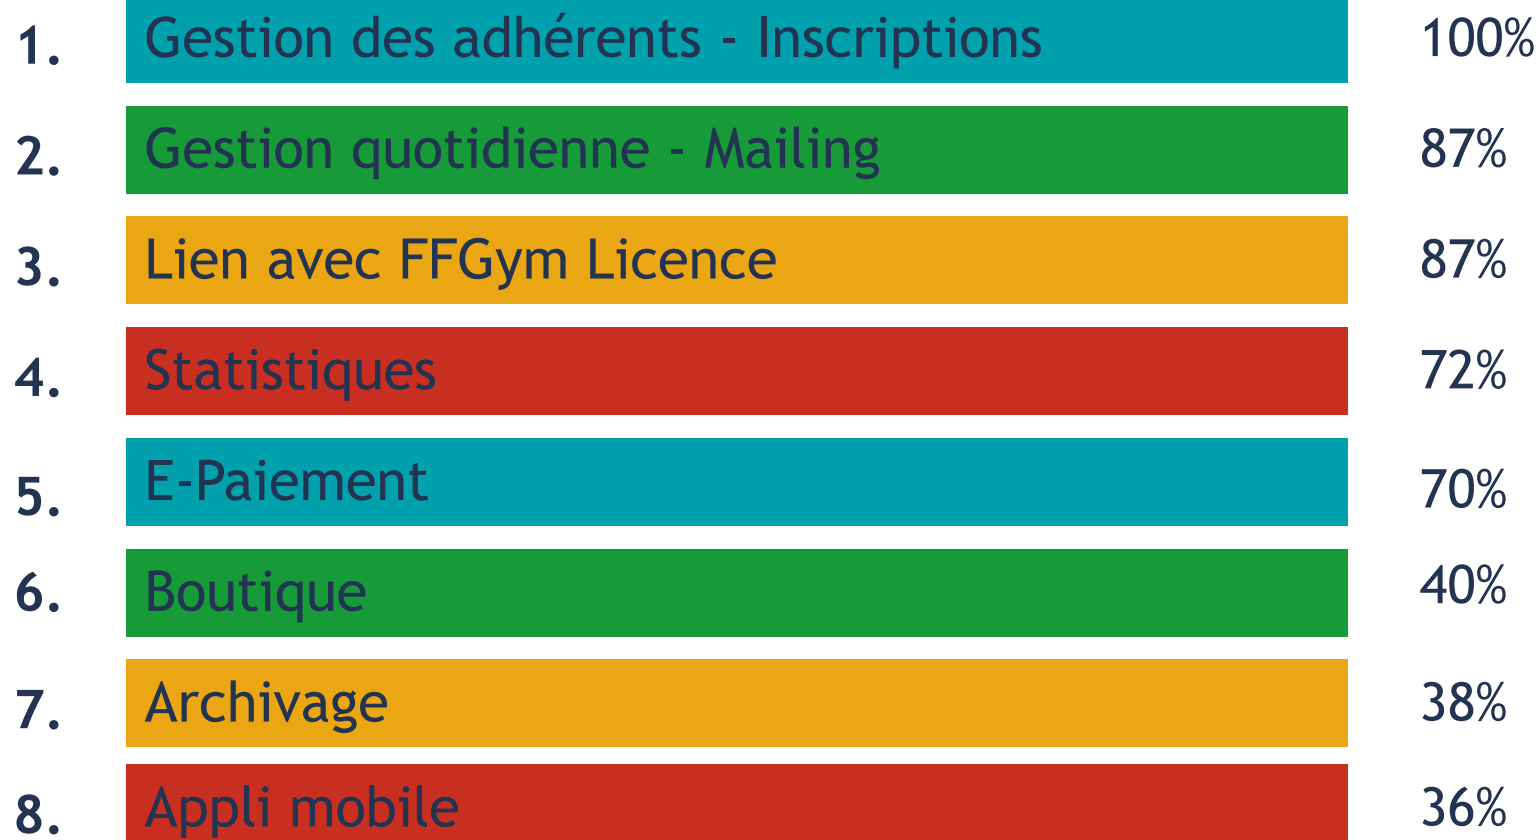 1. Gestion des adhérents - Inscriptions 100%
2. Gestion quotidienne - Mailing 87%
3. Lien avec FFGym Licence 87%
4. Statistiques 72%
5. E-Paiement 70%
6. Boutique 40%
7. Archivage 38%
8. Appli mobile 36%